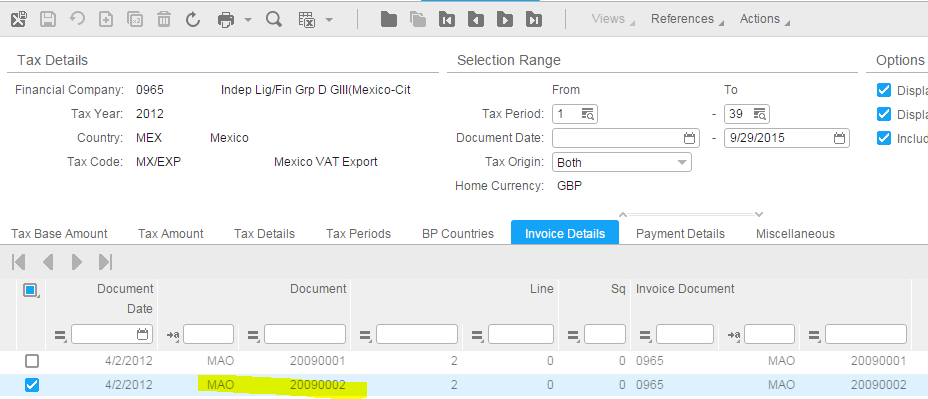 Views References Actions
Tax Details Selection Range Options
Financial Company: 0965 Indep Lig/Fin Grp D GIII(Mexico-Cit From To Displa
Tax Year: 2012 Tax Period: 1 - 39 Displa
Country: MEX Mexico Document Date: - 9/29/2015 Includ
Tax Code: MX/EXP Mexico VAT Export Tax Origin: Both
Home Currency: GBP
Tax Base Amount Tax Amount Tax Details Tax Periods BP Countries Invoice Details Payment Details Miscellaneous
Document Document Line Sq Invoice Document
Date
4/2/2012 MAO 20090001 2 0 0 0965 MAO 20090001
4/2/2012 MAO 20090002 2 0 0 0965 MAO 20090002